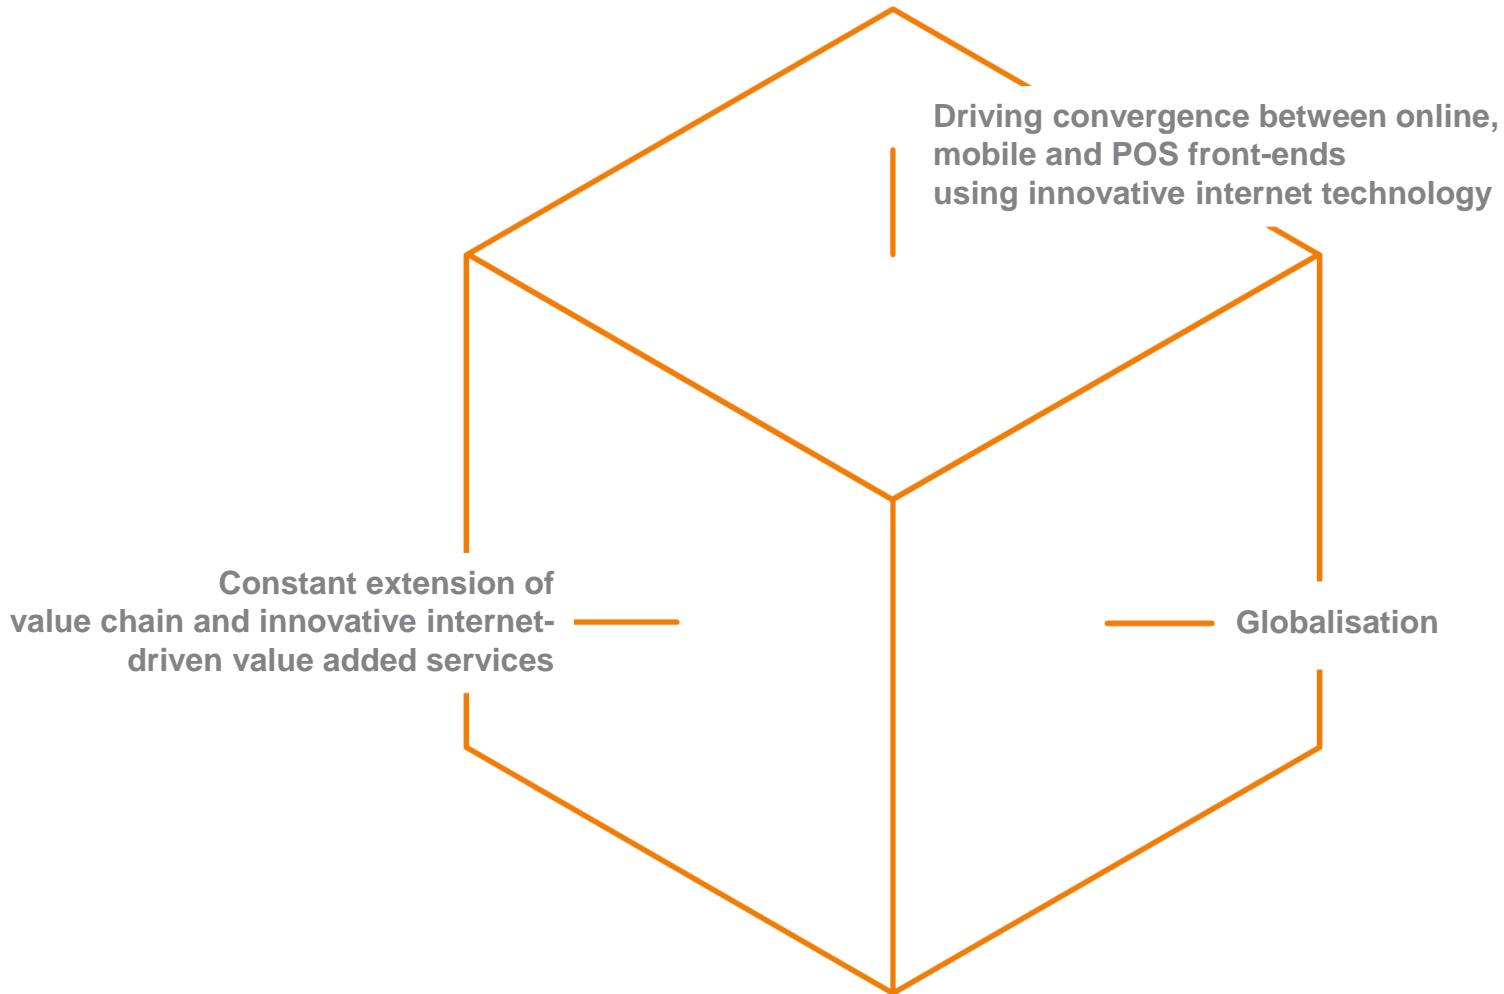 Driving convergence between online,
mobile and POS front-ends
using innovative internet technology
Constant extension of
value chain and innovative internet-
driven value added services
Globalisation